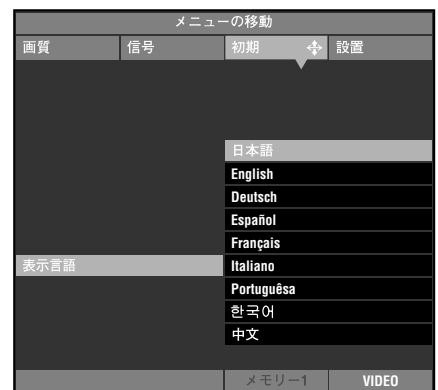 メニューの移動
画質 信号 初期 設置
日本語
English
Deutsch
Español
Français
表示言語 Italiano
Portuguêsa
한국어
中文
メモリー1 VIDEO